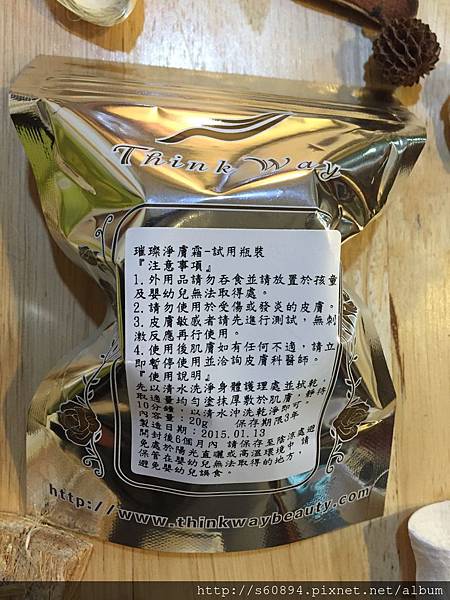 Think Way
璀璨淨膚霜-試用瓶裝
『注意事項』
1. 外用品請勿吞食並請放置於孩童
及嬰幼兒無法取得處。
2. 請勿使用於受傷或發炎的皮膚。
3. 皮膚敏感者請先進行測試，無刺
激反應再行使用。
4. 使用後肌膚如有任何不適，請立
即暫停使用並洽詢皮膚科醫師。
『使用說明』
先以清水洗淨身體護理處並拭乾，
取適量均勻塗抹厚敷於肌膚，靜待
10分鐘，以清水沖洗乾淨即可。
內容量：20g 保存期限3年
製造日期：2015.01.13
開封後6個月內 請保存至陰涼處避
免處於陽光直曬或高溫環境中 請
保管在嬰幼兒無法取得的地方，
避免嬰幼兒誤食。
http://www.thinkwaybeauty.com
http://s60894.pixnet.net/album